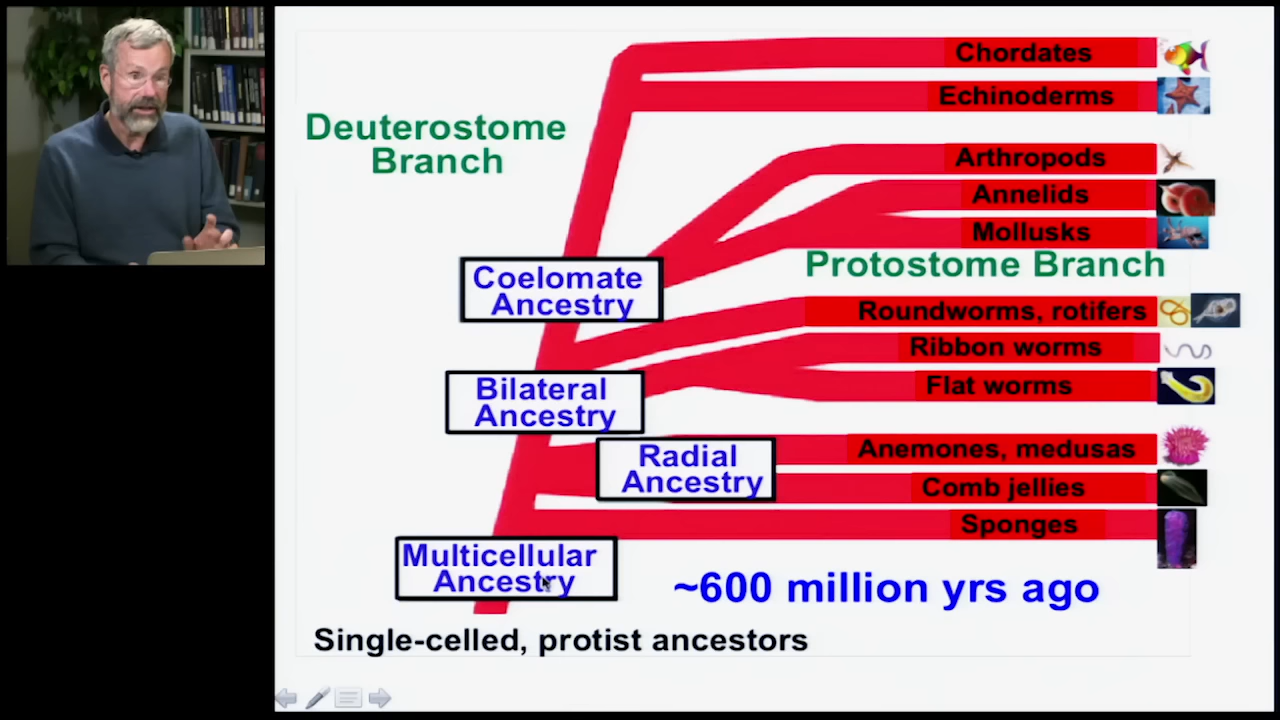 Chordates
Echinoderms
Deuterostome
Branch
Arthropods
Annelids
Mollusks
Protostome Branch
Coelomate
Ancestry
Roundworms, rotifers
Ribbon worms
Flat worms
Bilateral
Ancestry
Anemones, medusas
Radial
Ancestry
Comb jellies
Sponges
Multicellular
Ancestry
~600 million yrs ago
Single-celled, protist ancestors